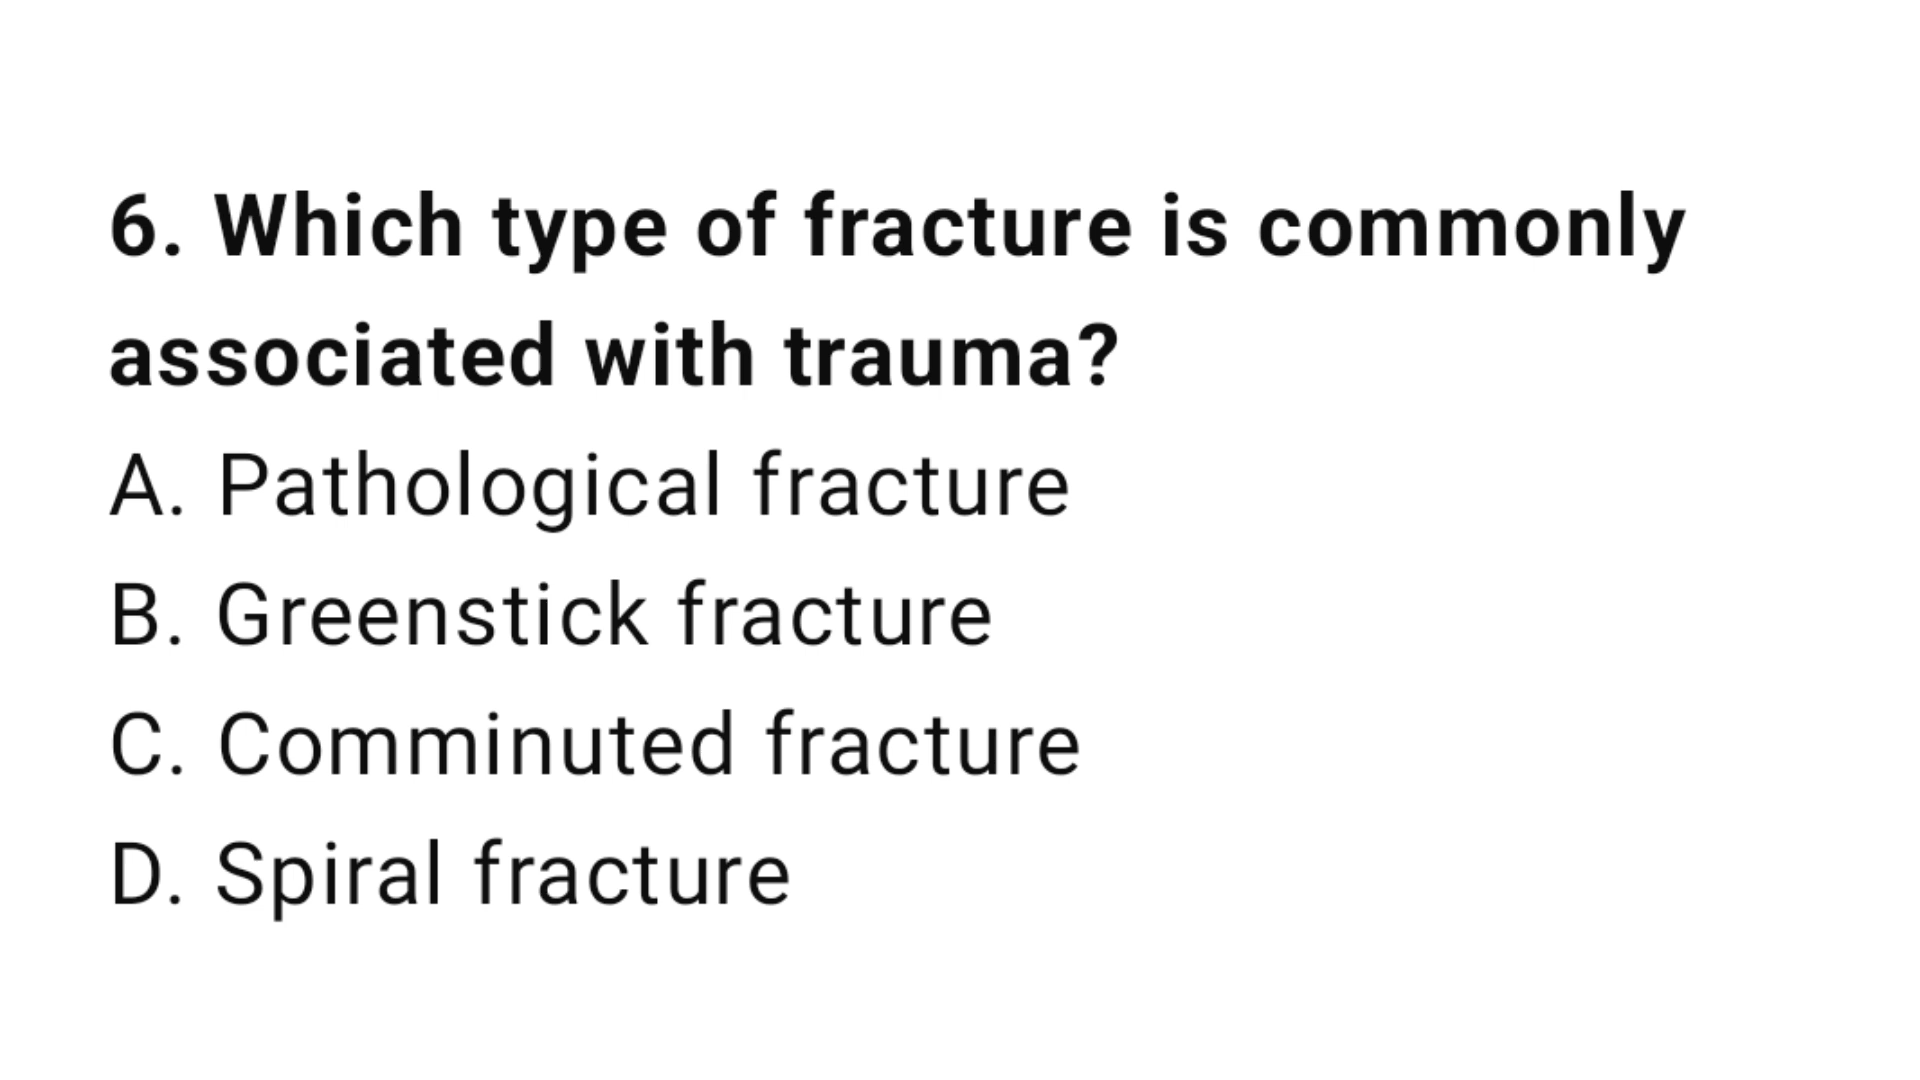 6. Which type of fracture is commonly
associated with trauma?
A. Pathological fracture
B. Greenstick fracture
C. Comminuted fracture
D. Spiral fracture